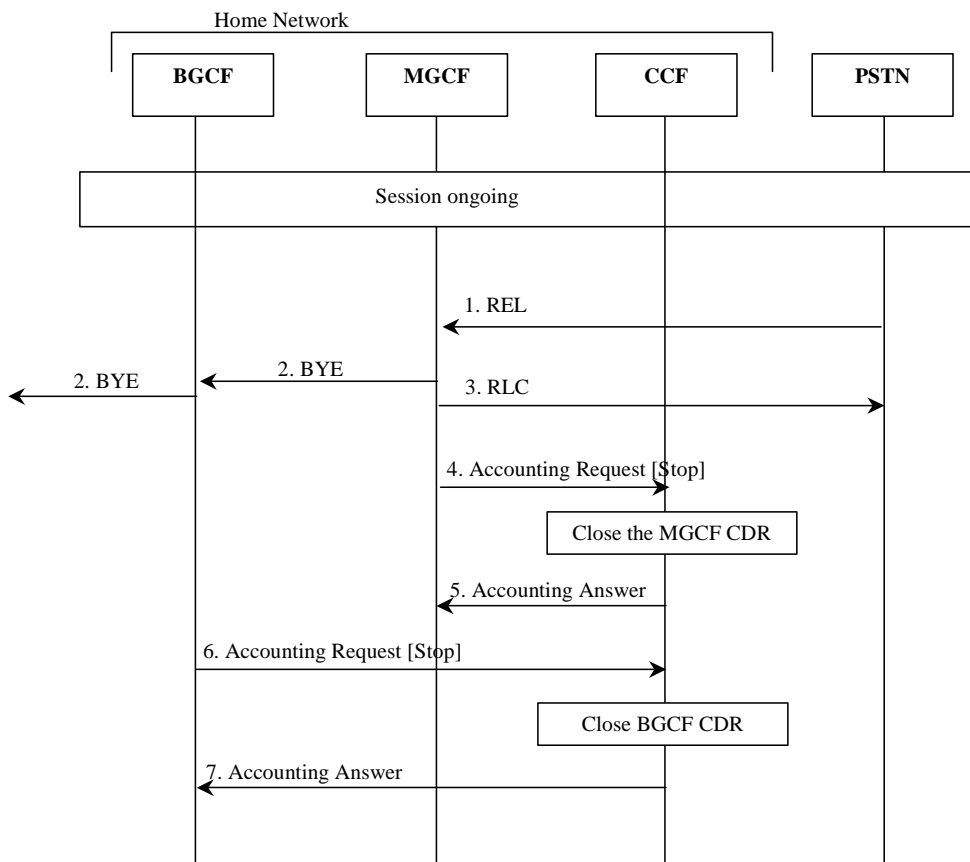 Home Network
BGCF
MGCF
CCF
PSTN
Session ongoing
1. REL
2. BYE
2. BYE
3. RLC
4. Accounting Request [Stop]
Close the MGCF CDR
5. Accounting Answer
6. Accounting Request [Stop]
Close BGCF CDR
7. Accounting Answer